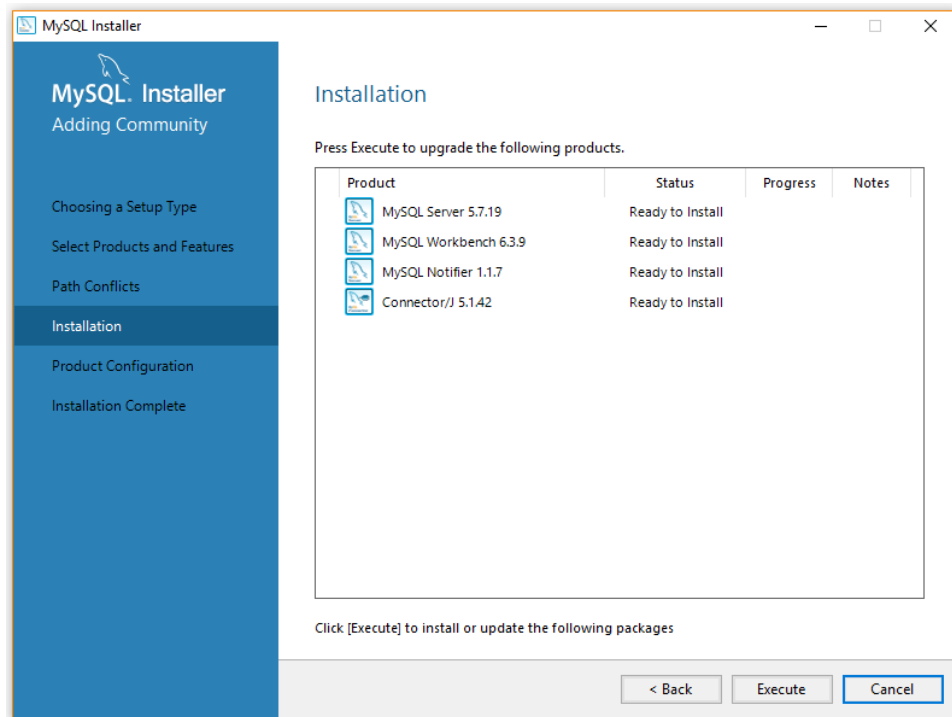 MySQL Installer
MySQL. Installer
Adding Community
Choosing a Setup Type
Select Products and Features
Path Conflicts
Installation
Product Configuration
Installation Complete
Installation
Press Execute to upgrade the following products.
Product Status Progress Notes
MySQL Server 5.7.19 Ready to Install
MySQL Workbench 6.3.9 Ready to Install
MySQL Notifier 1.1.7 Ready to Install
Connector/J 5.1.42 Ready to Install
Click [Execute] to install or update the following packages
< Back Execute Cancel